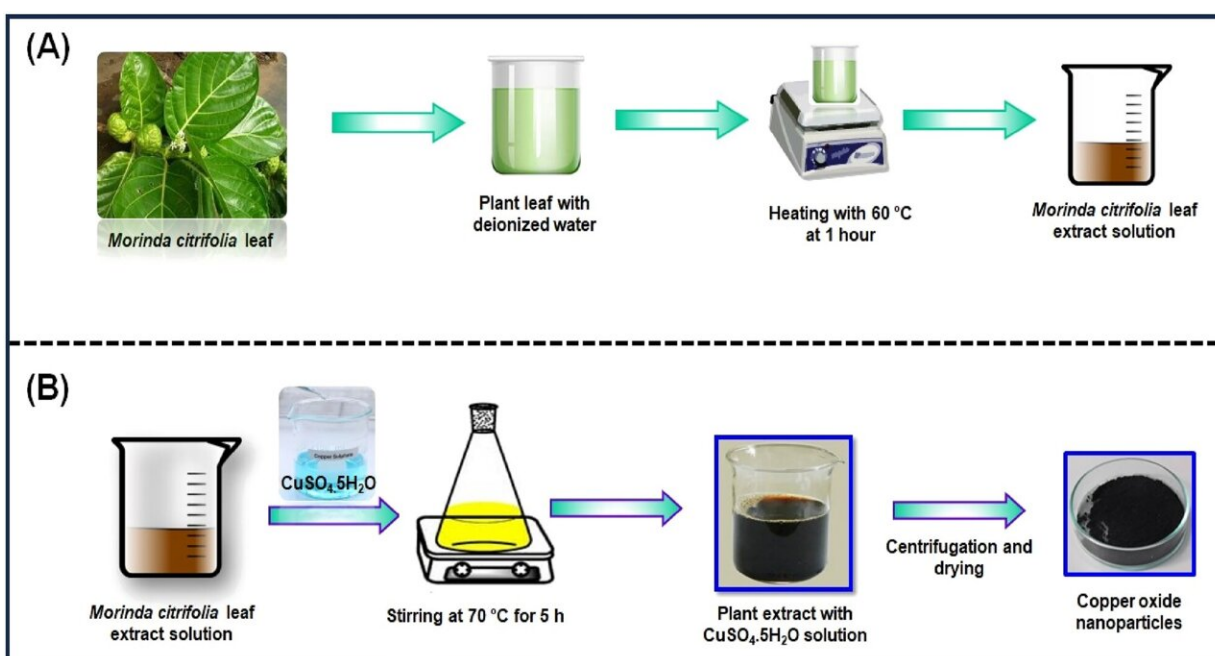 (A)
Morinda citrifolia leaf
Plant leaf with
deionized water
Heating with 60 °C
at 1 hour
Morinda citrifolia leaf
extract solution
(B)
Copper Sulphate
CuSO₄.5H₂O
Morinda citrifolia leaf
extract solution
Stirring at 70 °C for 5 h
Plant extract with
CuSO₄.5H₂O solution
Centrifugation and
drying
Copper oxide
nanoparticles